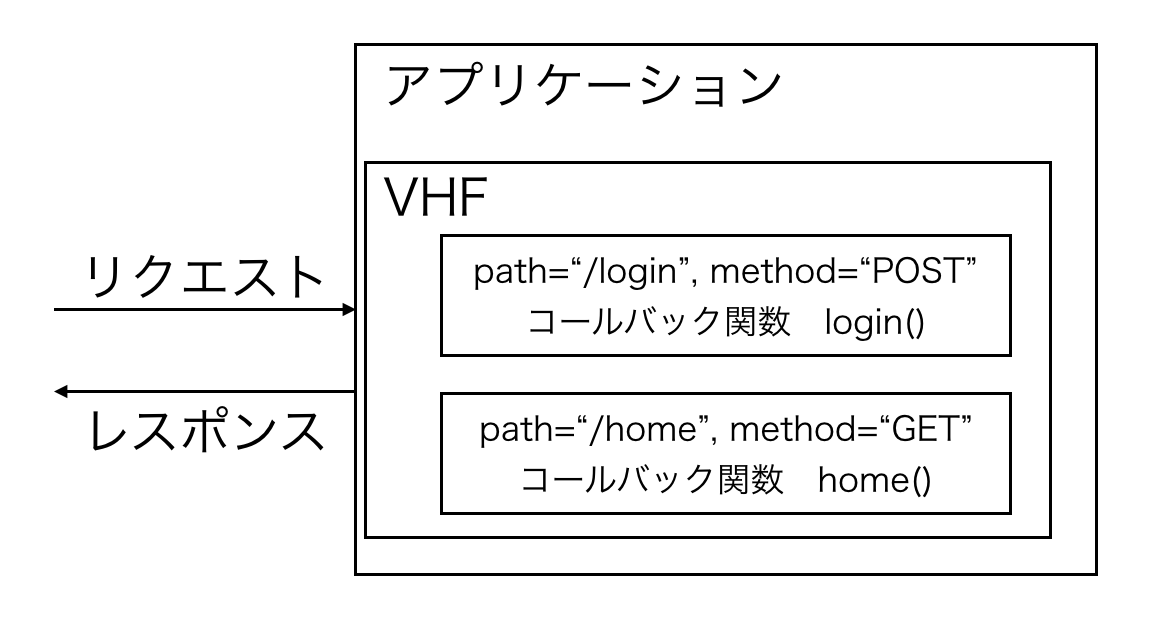 アプリケーション
VHF
リクエスト
path=“/login”, method=“POST”
コールバック関数　login()
レスポンス
path=“/home”, method=“GET”
コールバック関数　home()